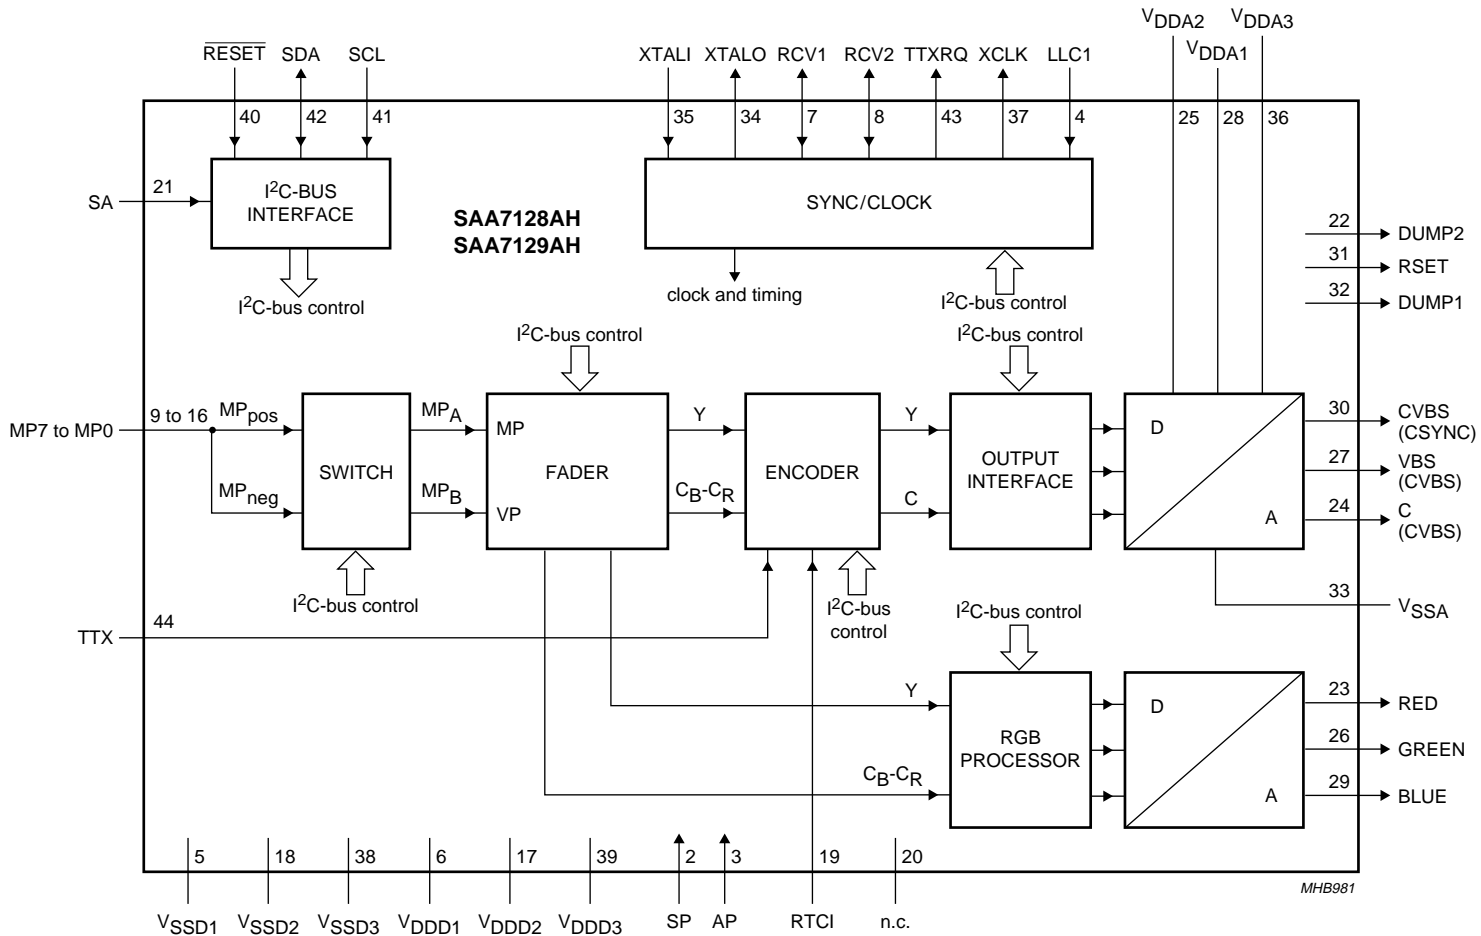 VDDA2 VDDA3
VDDA1
RESET SDA SCL XTALI XTALO RCV1 RCV2 TTXRQ XCLK LLC1
40 42 41 35 34 7 8 43 37 4 25 28 36
SA 21
I2C-BUS
INTERFACE
SAA7128AH
SAA7129AH
SYNC/CLOCK
22 DUMP2
31 RSET
32 DUMP1
I2C-bus control
clock and timing
I2C-bus control
I2C-bus control
I2C-bus control
MP7 to MP0 9 to 16 MPpos
MPneg
SWITCH
MPA
MPB
MP
FADER
VP
Y
CB-CR
ENCODER
Y
C
OUTPUT
INTERFACE
D
A
30 CVBS
(CSYNC)
27 VBS
(CVBS)
24 C
(CVBS)
I2C-bus control
I2C-bus
control
33 VSSA
TTX 44
I2C-bus control
Y
CB-CR
RGB
PROCESSOR
D
A
23 RED
26 GREEN
29 BLUE
5 18 38 6 17 39 2 3 19 20
MHB981
VSSD1 VSSD2 VSSD3 VDDD1 VDDD2 VDDD3 SP AP RTCI n.c.